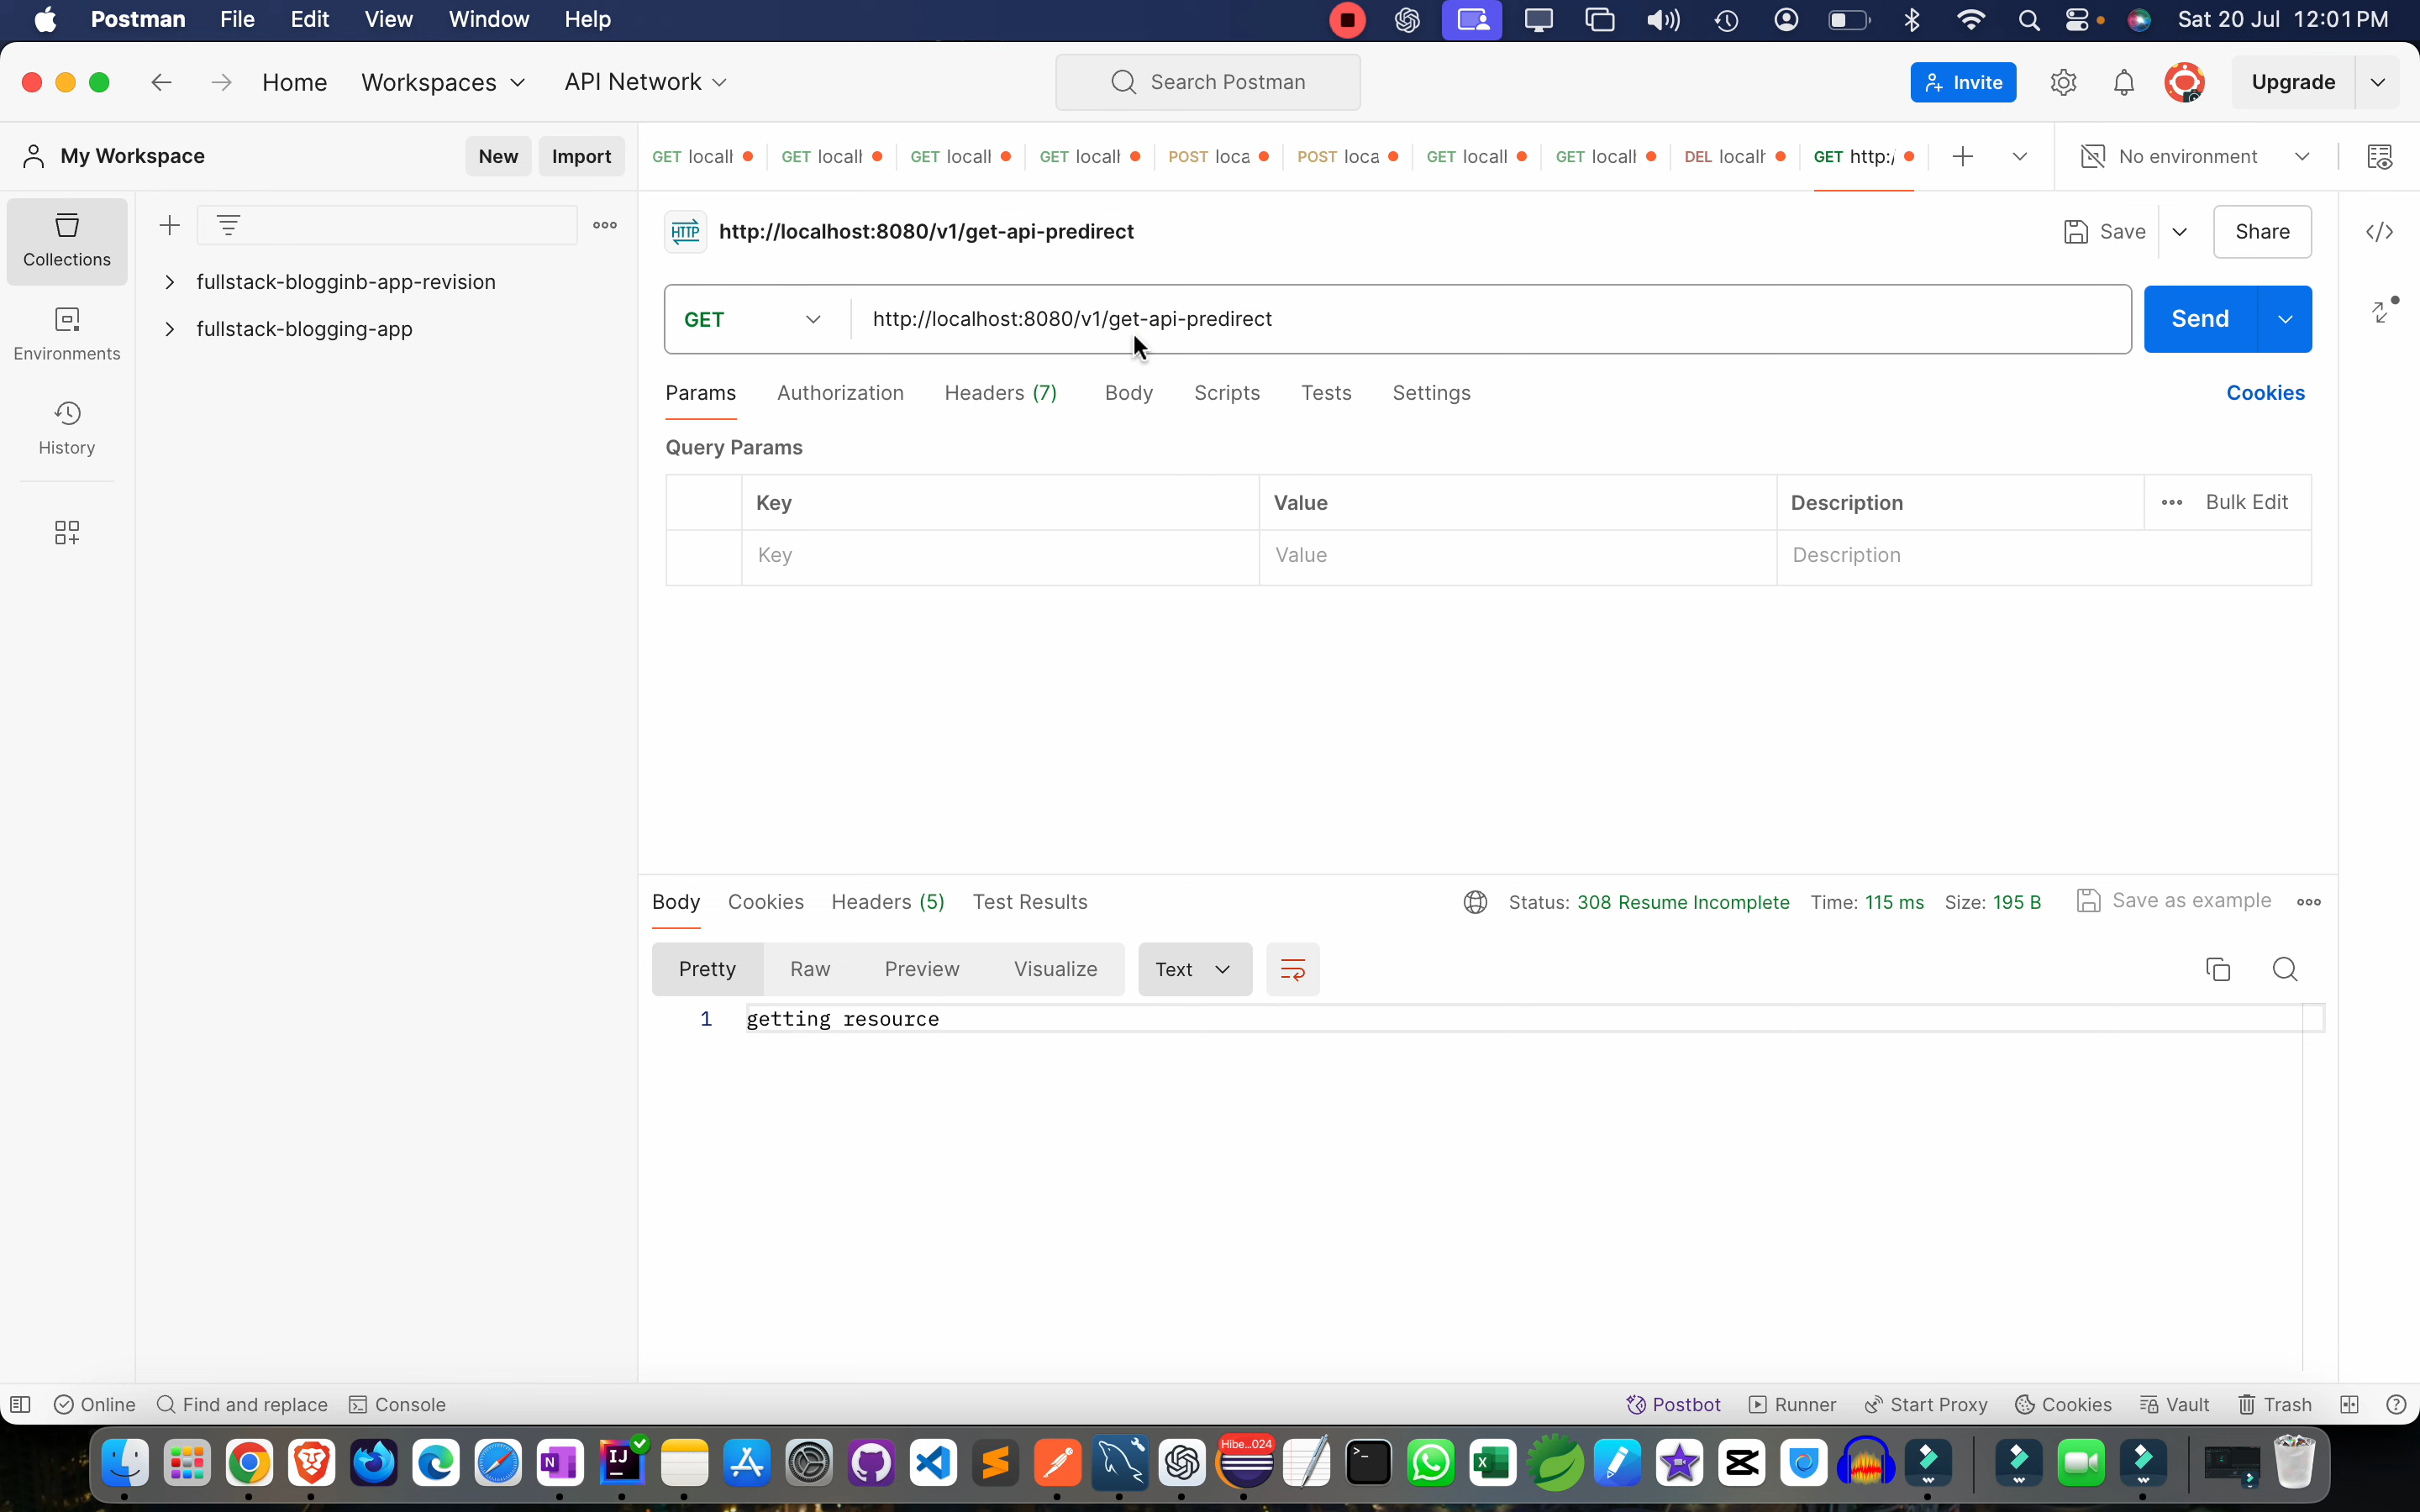 Postman File Edit View Window Help Sat 20 Jul 12:01 PM
Home Workspaces API Network Search Postman Invite Upgrade
My Workspace New Import GET locall GET locall GET locall GET locall POST loca POST loca GET locall GET locall DEL locall GET http:/ No environment
Collections
Environments
History
fullstack-blogginb-app-revision
fullstack-blogging-app
HTTP http://localhost:8080/v1/get-api-predirect Save Share
GET http://localhost:8080/v1/get-api-predirect Send
Params Authorization Headers (7) Body Scripts Tests Settings Cookies
Query Params
Key Value Description Bulk Edit
Key Value Description
Body Cookies Headers (5) Test Results Status: 308 Resume Incomplete Time: 115 ms Size: 195 B Save as example
Pretty Raw Preview Visualize Text
1 getting resource
Online Find and replace Console Postbot Runner Start Proxy Cookies Vault Trash
N IJ Hibe...024 X